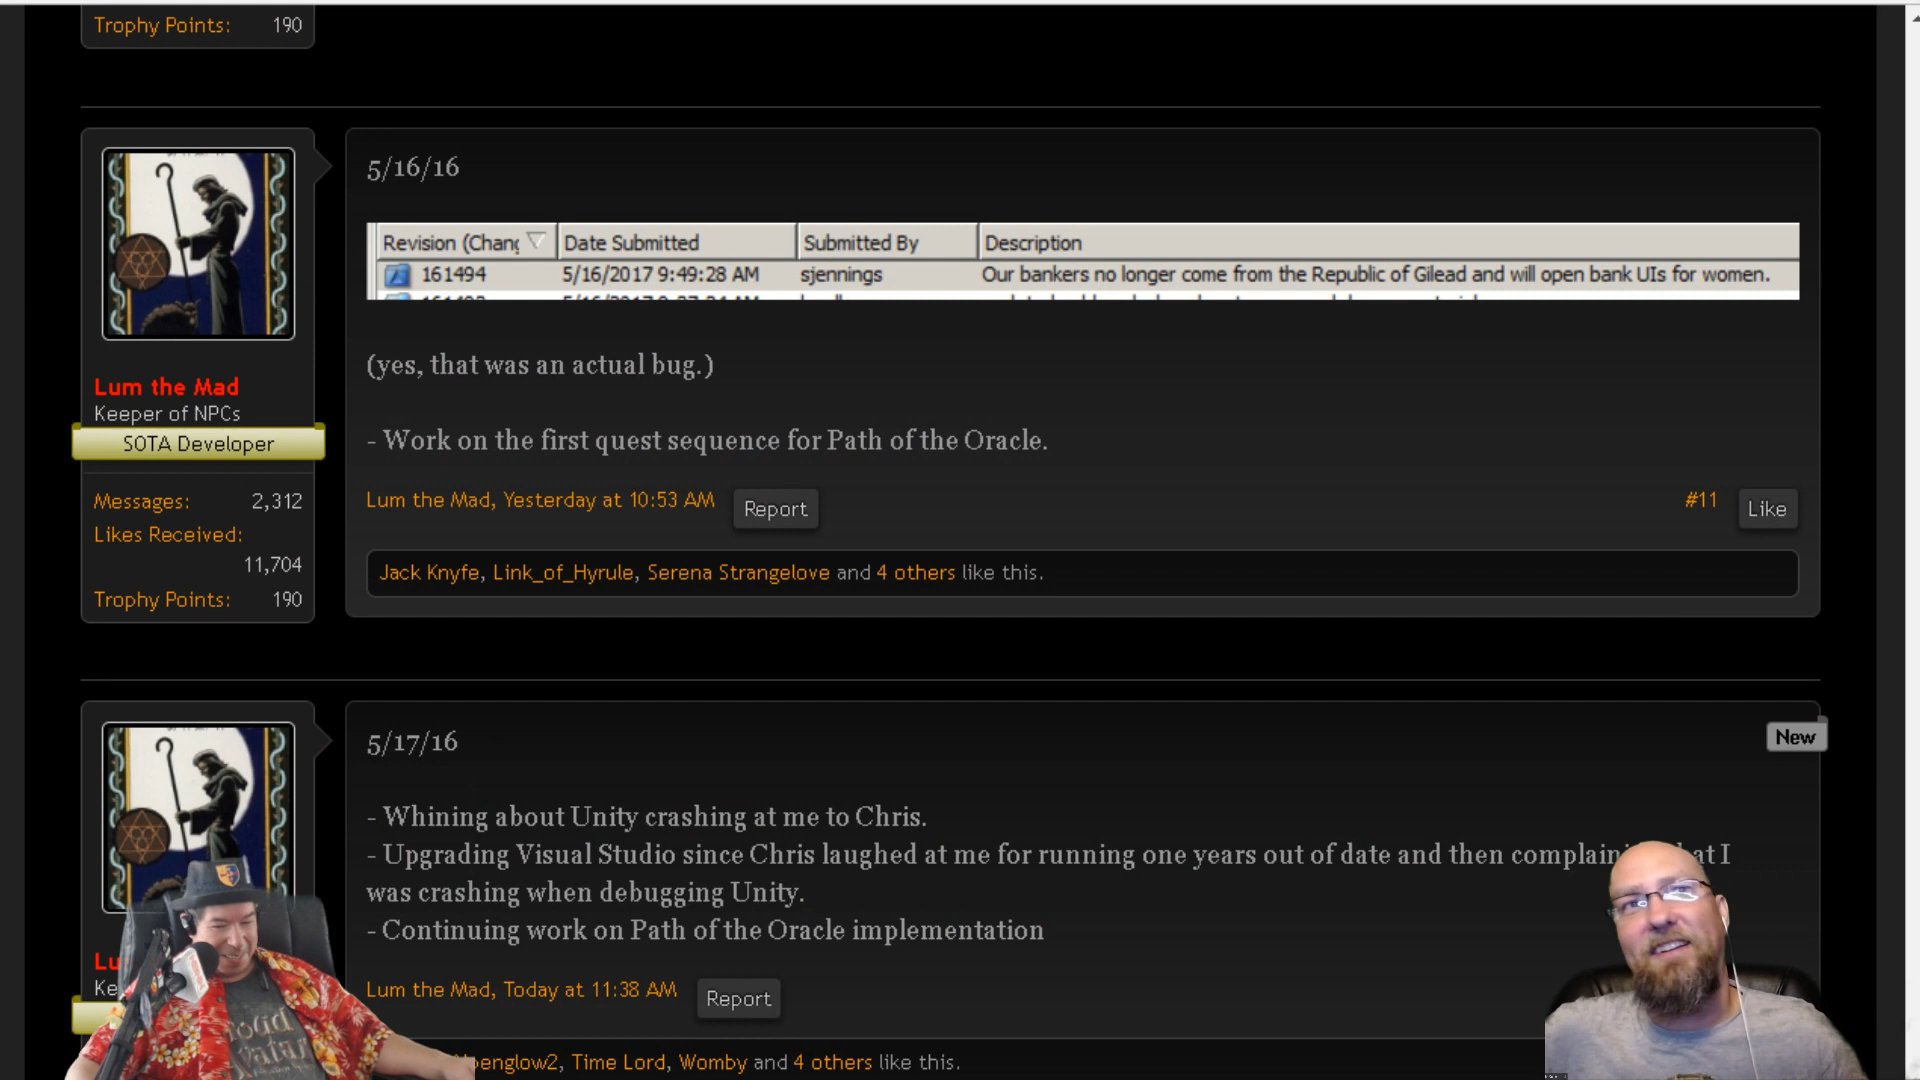 Trophy Points: 190
5/16/16
Revision (Chang Date Submitted Submitted By Description
161494 5/16/2017 9:49:28 AM sjennings Our bankers no longer come from the Republic of Gilead and will open bank UIs for women.
(yes, that was an actual bug.)
Lum the Mad
Keeper of NPCs
SOTA Developer
- Work on the first quest sequence for Path of the Oracle.
Messages: 2,312
Likes Received:
11,704
Trophy Points: 190
Lum the Mad, Yesterday at 10:53 AM Report #11 Like
Jack Knyfe, Link_of_Hyrule, Serena Strangelove and 4 others like this.
5/17/16
New
- Whining about Unity crashing at me to Chris.
- Upgrading Visual Studio since Chris laughed at me for running one years out of date and then complaini at I
was crashing when debugging Unity.
- Continuing work on Path of the Oracle implementation
Lu
Ke
Lum the Mad, Today at 11:38 AM Report
englow2, Time Lord, Womby and 4 others like this.